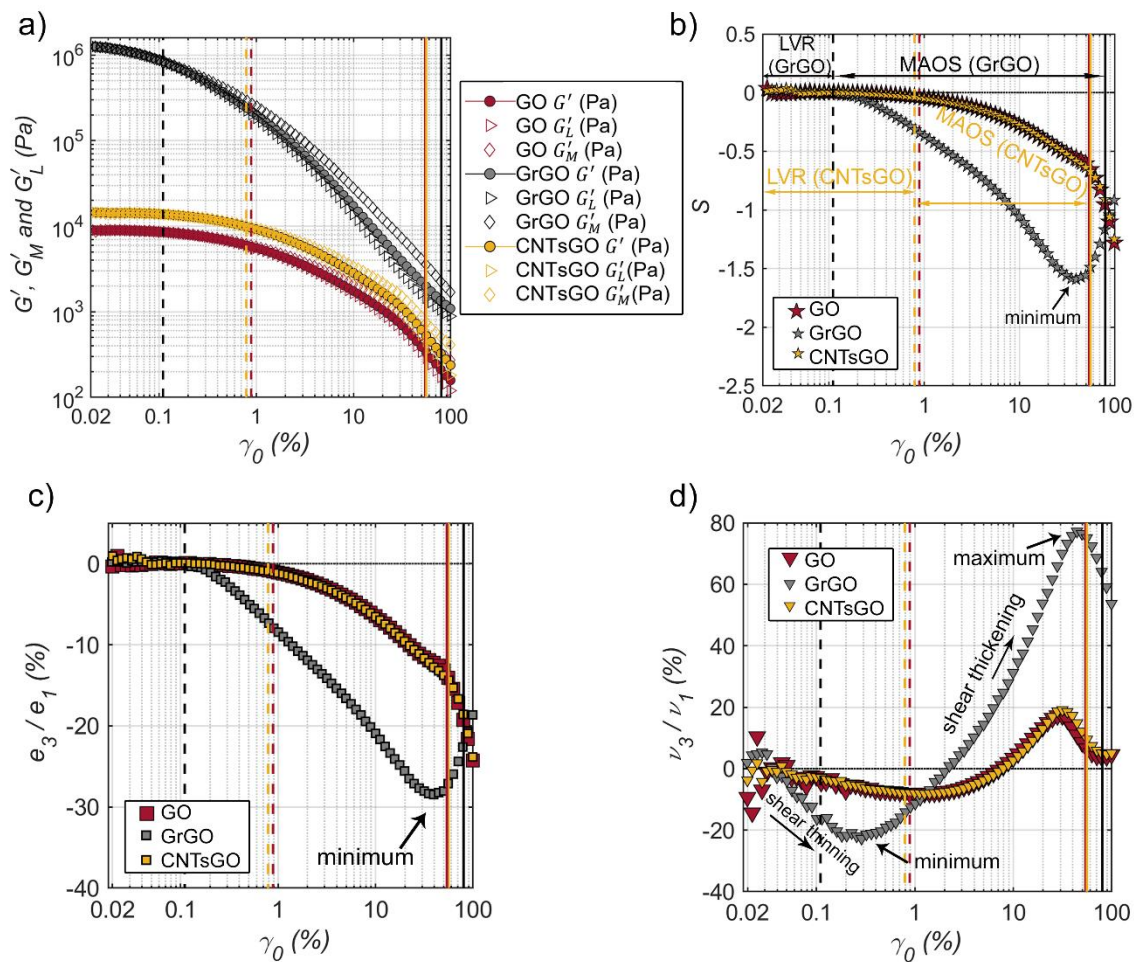 a)
G′, G′_M and G′_L (Pa)
10^6
10^5
10^4
10^3
10^2
0.02
0.1
1
10
100
γ_0 (%)
GO G′ (Pa)
GO G′_L (Pa)
GO G′_M (Pa)
GrGO G′ (Pa)
GrGO G′_L (Pa)
GrGO G′_M (Pa)
CNTsGO G′ (Pa)
CNTsGO G′_L(Pa)
CNTsGO G′_M(Pa)
b)
S
0.5
0
-0.5
-1
-1.5
-2
-2.5
LVR
(GrGO)
MAOS (GrGO)
MAOS (CNTsGO)
LVR (CNTsGO)
minimum
GO
GrGO
CNTsGO
0.02
0.1
1
10
100
γ_0 (%)
c)
e_3 / e_1 (%)
0
-10
-20
-30
-40
GO
GrGO
CNTsGO
minimum
0.02
0.1
1
10
100
γ_0 (%)
d)
ν_3 / ν_1 (%)
80
60
40
20
0
-20
-40
GO
GrGO
CNTsGO
maximum
shear thickening
shear thinning
minimum
0.02
0.1
1
10
100
γ_0 (%)